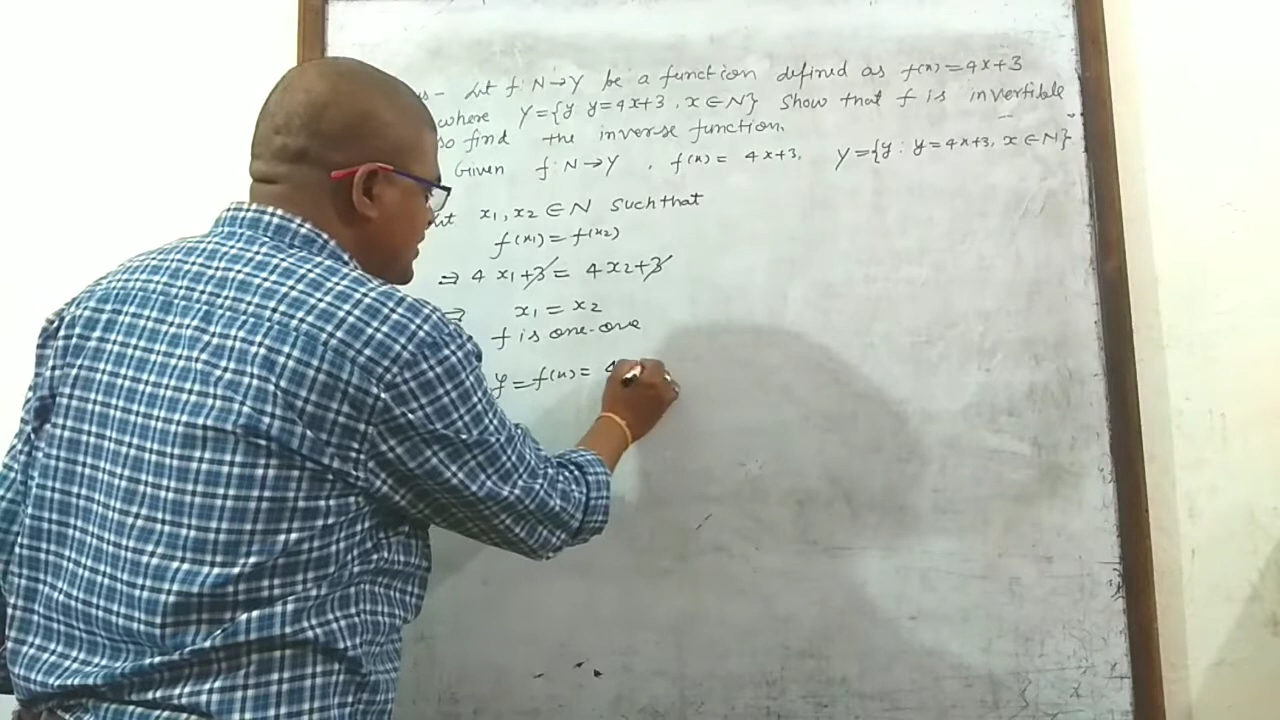 Let f: N→Y be a function defined as f(x)=4x+3
where Y={y y=4x+3, x∈N} Show that f is invertible
so find the inverse function.
Given f: N→Y, f(x)= 4x+3, Y={y: y=4x+3, x∈N}
x1, x2 ∈ N such that
f(x1)=f(x2)
⇒ 4x1+3 = 4x2+3
⇒ x1 = x2
f is one-one
y=f(x)= 4